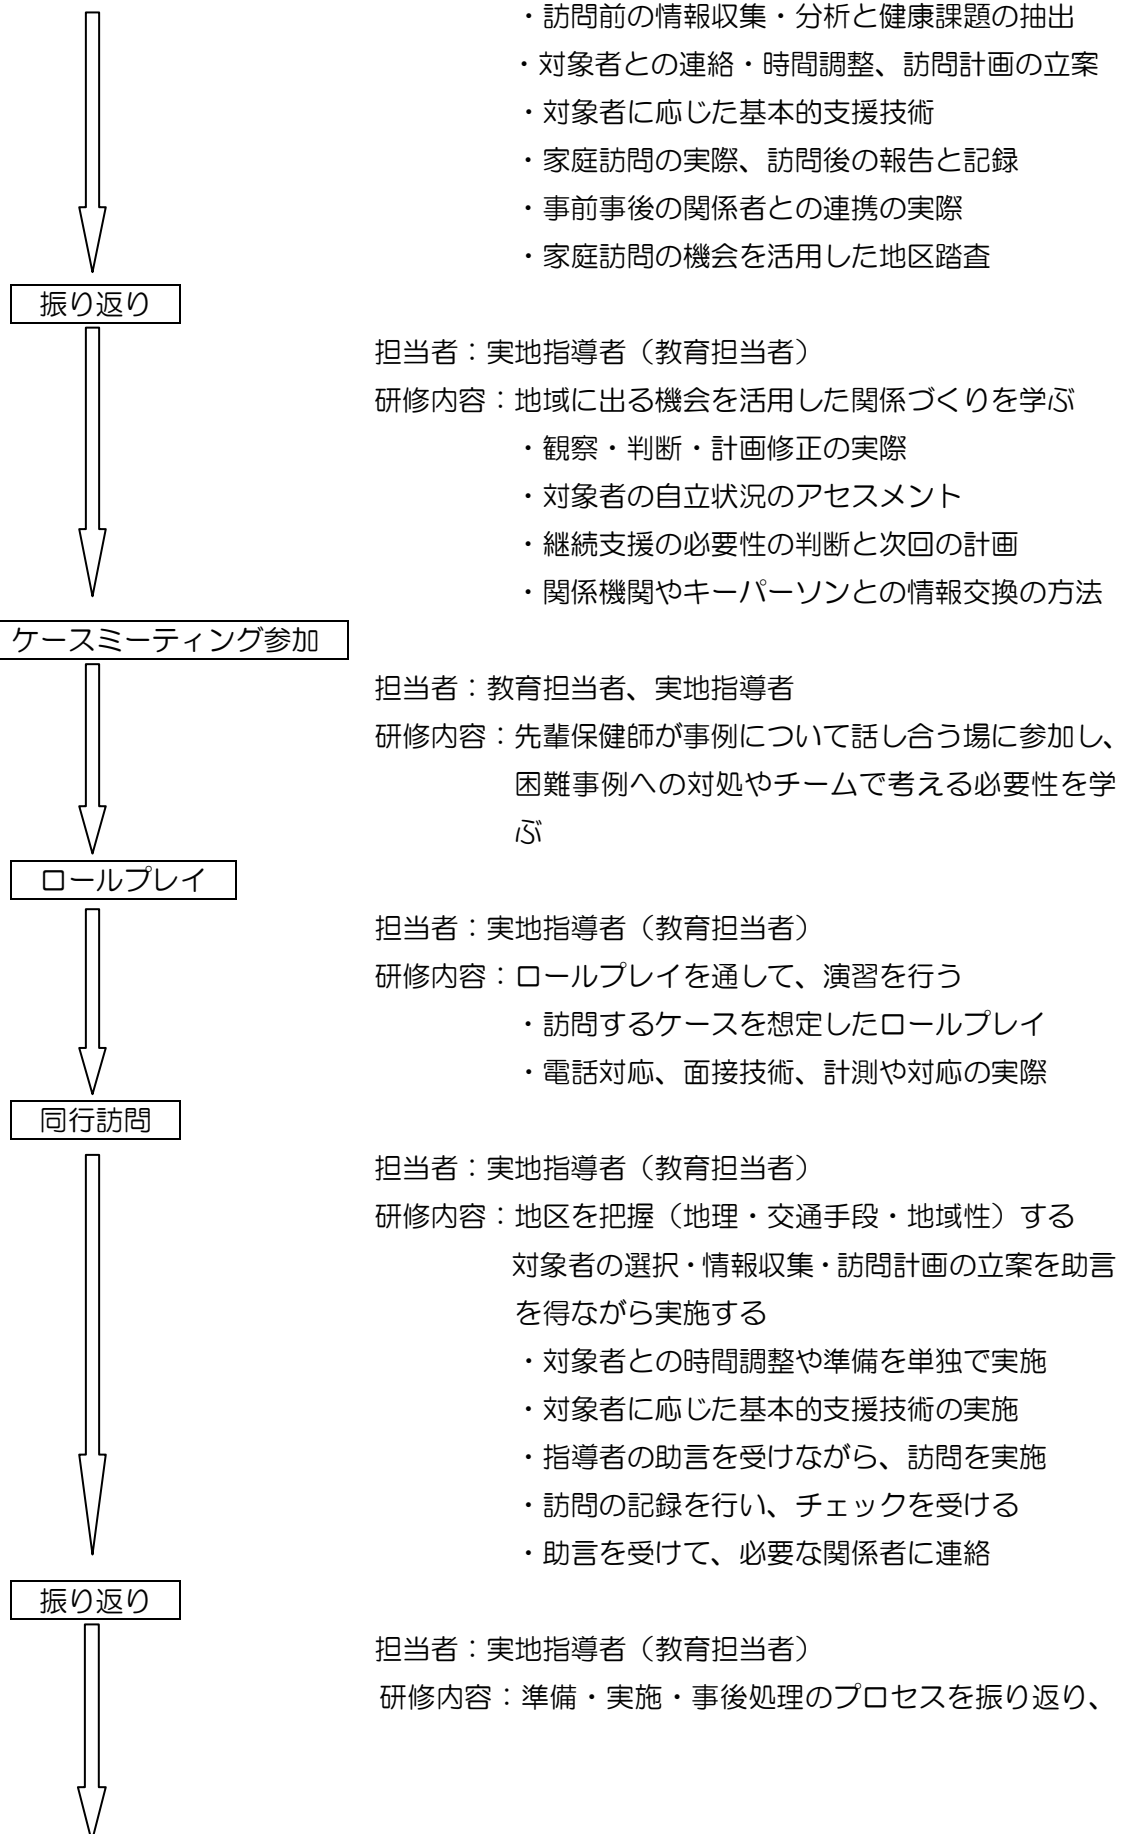 ・訪問前の情報収集・分析と健康課題の抽出
・対象者との連絡・時間調整、訪問計画の立案
・対象者に応じた基本的支援技術
・家庭訪問の実際、訪問後の報告と記録
・事前事後の関係者との連携の実際
・家庭訪問の機会を活用した地区踏査
振り返り
担当者：実地指導者（教育担当者）
研修内容：地域に出る機会を活用した関係づくりを学ぶ
・観察・判断・計画修正の実際
・対象者の自立状況のアセスメント
・継続支援の必要性の判断と次回の計画
・関係機関やキーパーソンとの情報交換の方法
ケースミーティング参加
担当者：教育担当者、実地指導者
研修内容：先輩保健師が事例について話し合う場に参加し、
困難事例への対処やチームで考える必要性を学
ぶ
ロールプレイ
担当者：実地指導者（教育担当者）
研修内容：ロールプレイを通して、演習を行う
・訪問するケースを想定したロールプレイ
・電話対応、面接技術、計測や対応の実際
同行訪問
担当者：実地指導者（教育担当者）
研修内容：地区を把握（地理・交通手段・地域性）する
対象者の選択・情報収集・訪問計画の立案を助言
を得ながら実施する
・対象者との時間調整や準備を単独で実施
・対象者に応じた基本的支援技術の実施
・指導者の助言を受けながら、訪問を実施
・訪問の記録を行い、チェックを受ける
・助言を受けて、必要な関係者に連絡
振り返り
担当者：実地指導者（教育担当者）
研修内容：準備・実施・事後処理のプロセスを振り返り、